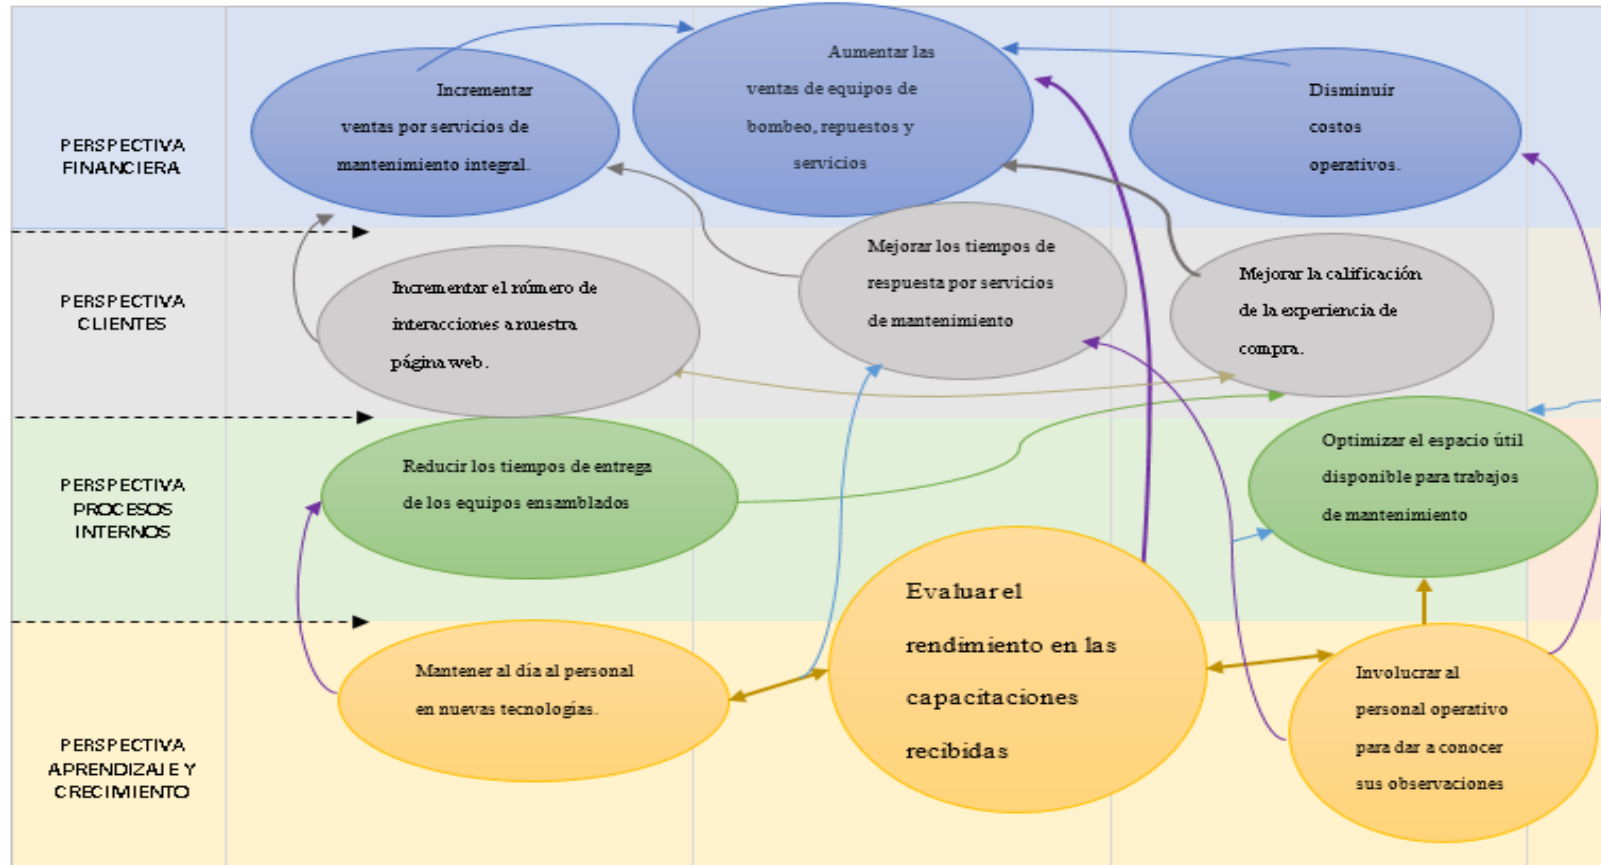 PERSPECTIVA
FINANCIERA
Incrementar
ventas por servicios de
mantenimiento integral.
Aumentar las
ventas de equipos de
bombeo, repuestos y
servicios
Disminuir
costos
operativos.
PERSPECTIVA
CLIENTES
Incrementar el número de
interacciones a nuestra
página web.
Mejorar los tiempos de
respuesta por servicios
de mantenimiento
Mejorar la calificación
de la experiencia de
compra.
PERSPECTIVA
PROCESOS
INTERNOS
Reducir los tiempos de entrega
de los equipos ensamblados
Optimizar el espacio útil
disponible para trabajos
de mantenimiento
PERSPECTIVA
APRENDIZAJE Y
CRECIMIENTO
Mantener al día al personal
en nuevas tecnologías.
Evaluar el
rendimiento en las
capacitaciones
recibidas
Involucrar al
personal operativo
para dar a conocer
sus observaciones